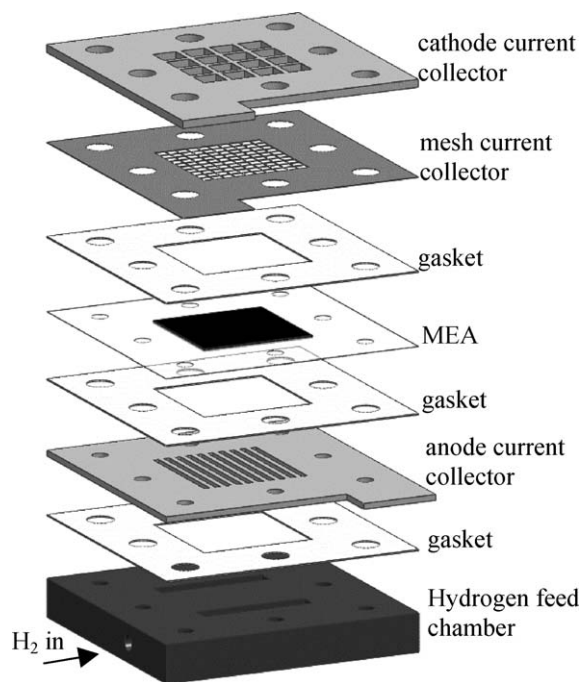 cathode current
collector
mesh current
collector
gasket
MEA
gasket
anode current
collector
gasket
Hydrogen feed
chamber
H₂ in